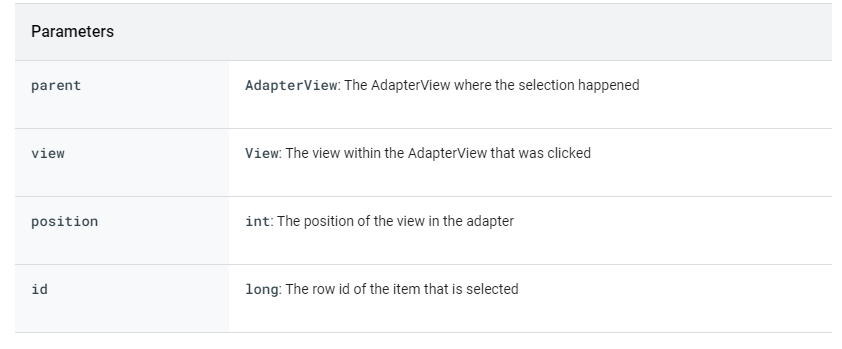 Parameters
parent AdapterView: The AdapterView where the selection happened
view View: The view within the AdapterView that was clicked
position int: The position of the view in the adapter
id long: The row id of the item that is selected